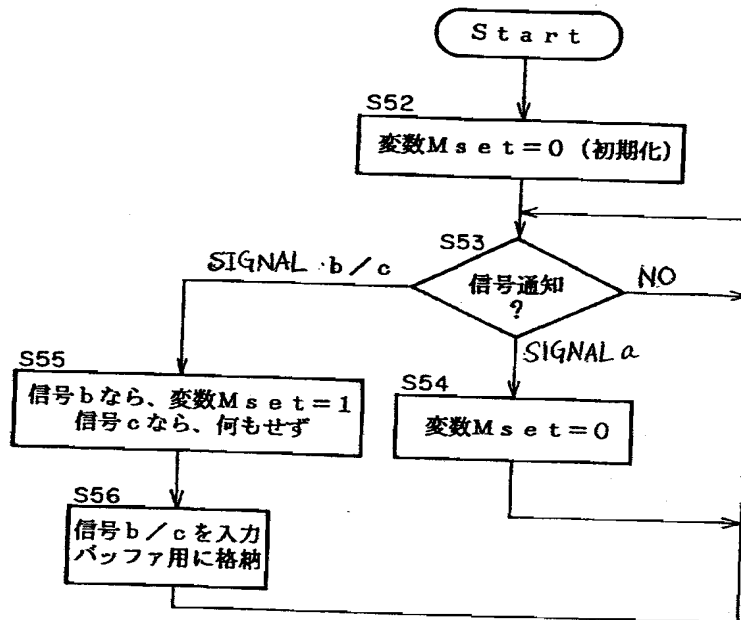 Start
S52
変数Mset=0（初期化）
S53
SIGNAL b/c
信号通知
?
NO
SIGNAL a
S55
信号bなら、変数Mset=1
信号cなら、何もせず
S54
変数Mset=0
S56
信号b/cを入力
バッファ用に格納